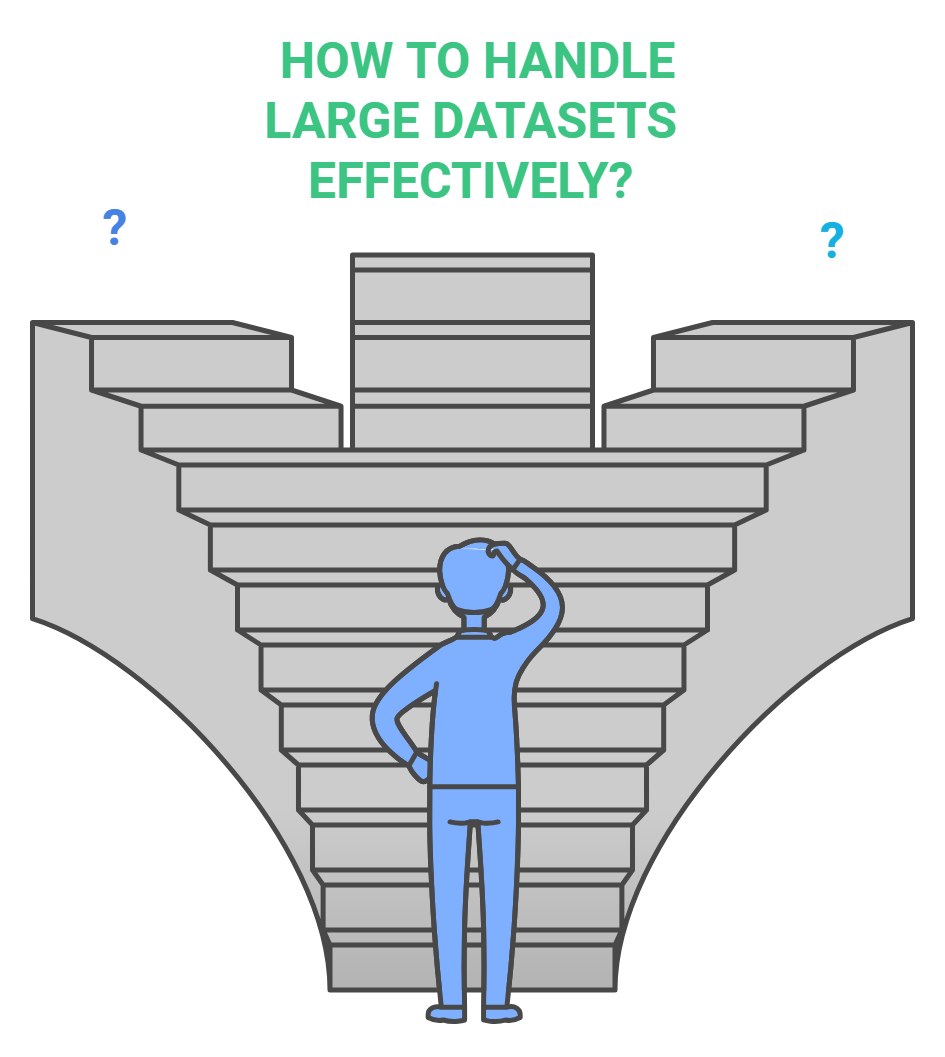 HOW TO HANDLE
LARGE DATASETS
EFFECTIVELY?
?
?